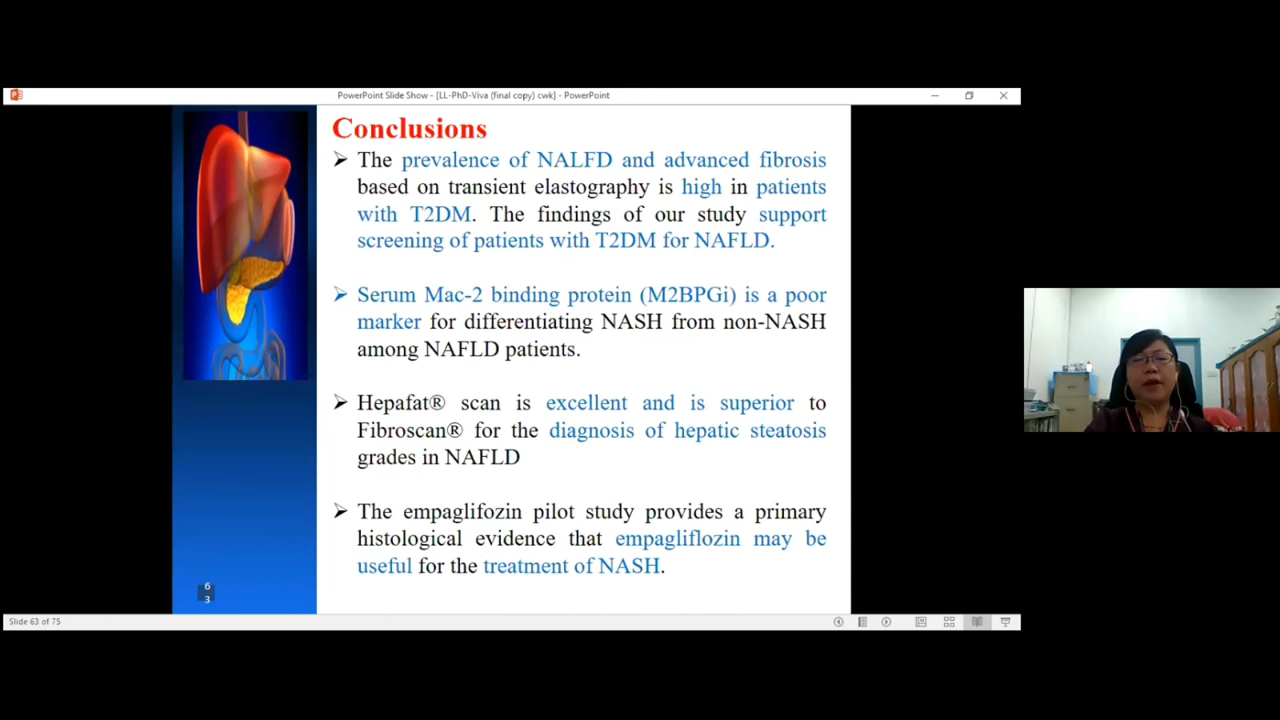 PowerPoint Slide Show - [LL-PhD-Viva (final copy) cwk] - PowerPoint
Conclusions
➢ The prevalence of NALFD and advanced fibrosis
based on transient elastography is high in patients
with T2DM. The findings of our study support
screening of patients with T2DM for NAFLD.
➢ Serum Mac-2 binding protein (M2BPGi) is a poor
marker for differentiating NASH from non-NASH
among NAFLD patients.
➢ Hepafat® scan is excellent and is superior to
Fibroscan® for the diagnosis of hepatic steatosis
grades in NAFLD
➢ The empaglifozin pilot study provides a primary
histological evidence that empagliflozin may be
useful for the treatment of NASH.
6
3
Slide 63 of 75